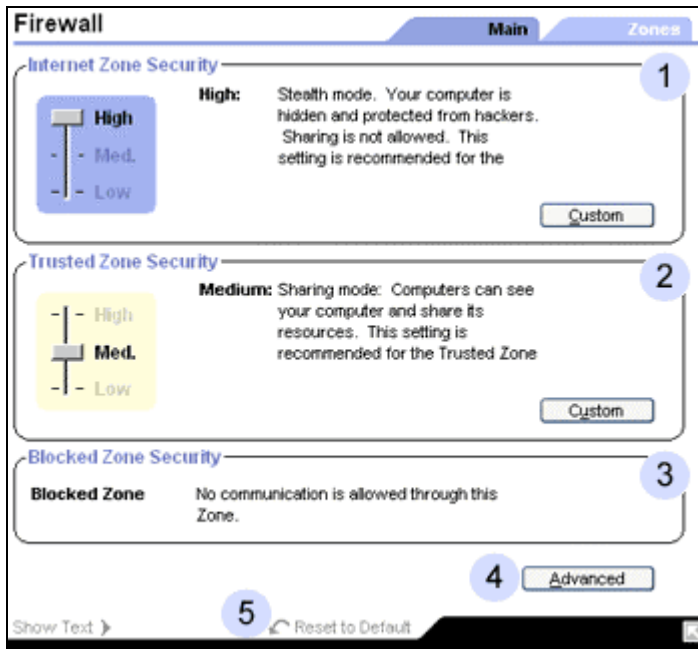 Firewall
Main
Zones
Internet Zone Security
1
High
Med.
Low
High: Stealth mode. Your computer is
hidden and protected from hackers.
Sharing is not allowed. This
setting is recommended for the
Custom
Trusted Zone Security
2
High
Med.
Low
Medium: Sharing mode: Computers can see
your computer and share its
resources. This setting is
recommended for the Trusted Zone
Custom
Blocked Zone Security
3
Blocked Zone No communication is allowed through this
Zone.
4
Advanced
Show Text
5
Reset to Default